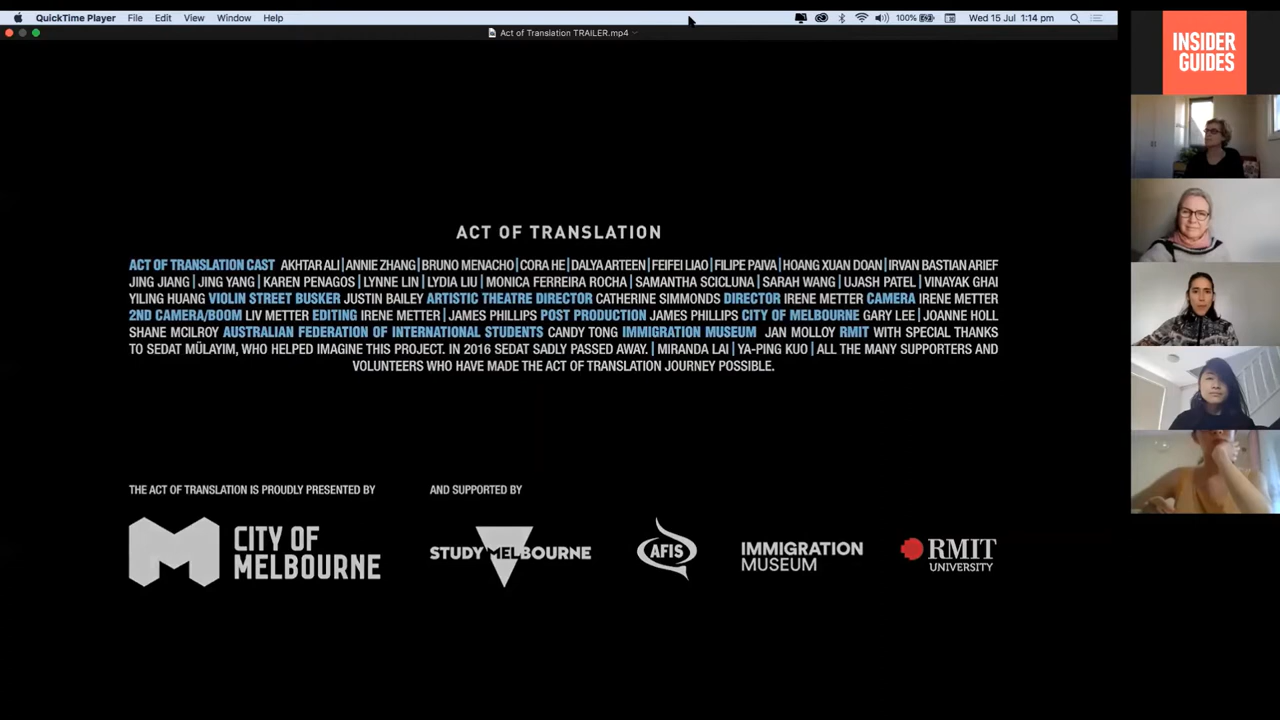 QuickTime Player File Edit View Window Help 100% Wed 15 Jul 1:14 pm
Act of Translation TRAILER.mp4
INSIDER
GUIDES
ACT OF TRANSLATION
ACT OF TRANSLATION CAST AKHTAR ALI|ANNIE ZHANG|BRUNO MENACHO|CORA HE|DALYA ARTEEN|FEIFEI LIAO|FILIPE PAIVA|HOANG XUAN DOAN|IRVAN BASTIAN ARIEF
JING JIANG|JING YANG|KAREN PENAGOS|LYNNE LIN|LYDIA LIU|MONICA FERREIRA ROCHA|SAMANTHA SCICLUNA|SARAH WANG|UJASH PATEL|VINAYAK GHAI
YILING HUANG VIOLIN STREET BUSKER JUSTIN BAILEY ARTISTIC THEATRE DIRECTOR CATHERINE SIMMONDS DIRECTOR IRENE METTER CAMERA IRENE METTER
2ND CAMERA/BOOM LIV METTER EDITING IRENE METTER|JAMES PHILLIPS POST PRODUCTION JAMES PHILLIPS CITY OF MELBOURNE GARY LEE|JOANNE HOLL
SHANE MCILROY AUSTRALIAN FEDERATION OF INTERNATIONAL STUDENTS CANDY TONG IMMIGRATION MUSEUM JAN MOLLOY RMIT WITH SPECIAL THANKS
TO SEDAT MÜLAYIM, WHO HELPED IMAGINE THIS PROJECT. IN 2016 SEDAT SADLY PASSED AWAY.|MIRANDA LAI|YA-PING KUO|ALL THE MANY SUPPORTERS AND
VOLUNTEERS WHO HAVE MADE THE ACT OF TRANSLATION JOURNEY POSSIBLE.
THE ACT OF TRANSLATION IS PROUDLY PRESENTED BY
AND SUPPORTED BY
CITY OF
MELBOURNE
STUDY MELBOURNE
AFIS
IMMIGRATION
MUSEUM
RMIT
UNIVERSITY